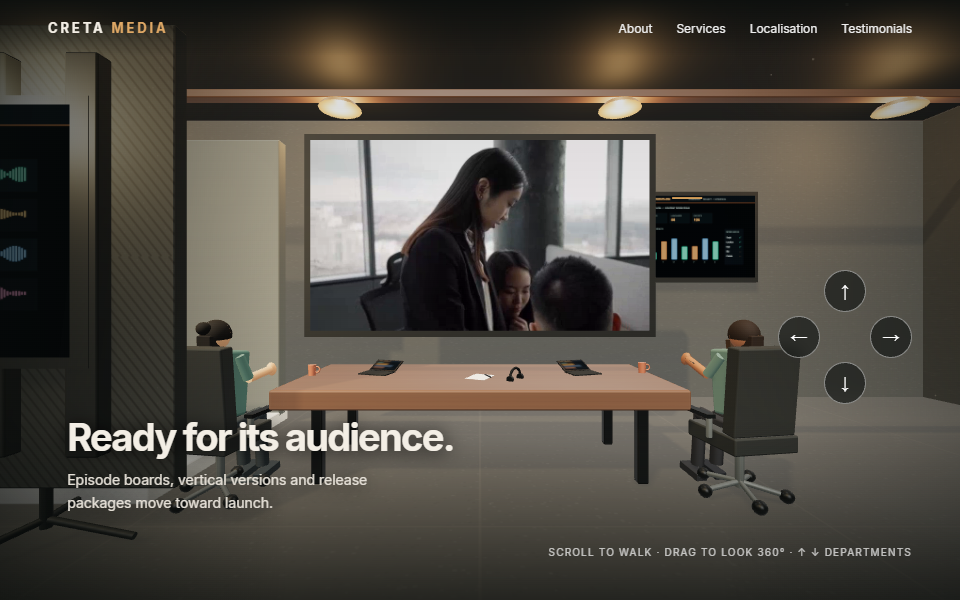 CRETA MEDIA
About
Services
Localisation
Testimonials
↑
← →
↓
Ready for its audience.
Episode boards, vertical versions and release
packages move toward launch.
SCROLL TO WALK · DRAG TO LOOK 360° · ↑ ↓ DEPARTMENTS